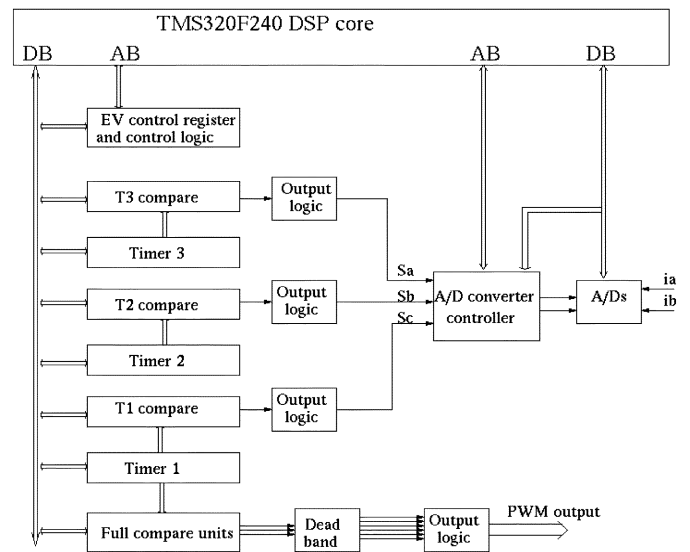 TMS320F240 DSP core
DB
AB
AB
DB
EV control register
and control logic
T3 compare
Output
logic
Timer 3
Sa
ia
T2 compare
Output
logic
Sb
A/D converter
controller
A/Ds
ib
Sc
Timer 2
T1 compare
Output
logic
Timer 1
Full compare units
Dead
band
Output
logic
PWM output